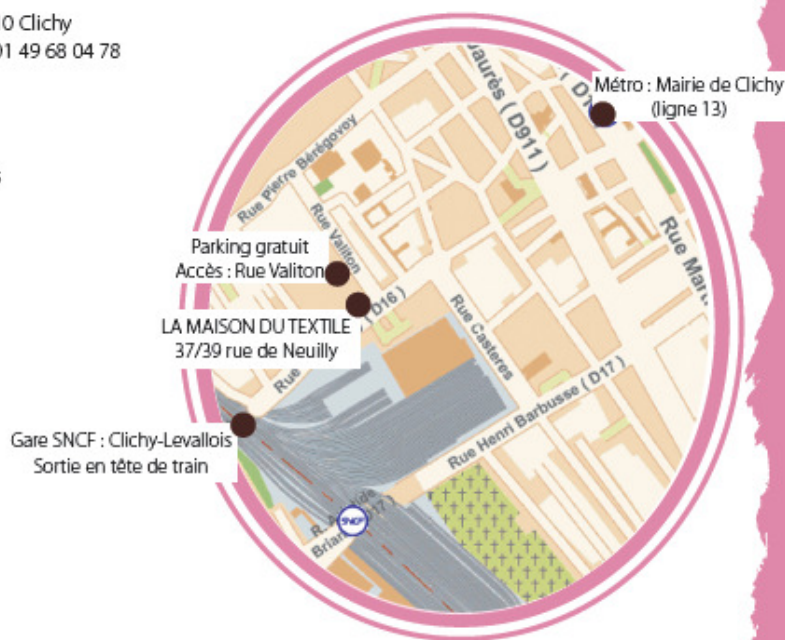 0 Clichy
01 49 68 04 78
Métro : Mairie de Clichy
(ligne 13)
Jaurès ( D911 )
Rue Pierre Bérégovoy
Rue Valiton
Parking gratuit
Accès : Rue Valiton
LA MAISON DU TEXTILE
37/39 rue de Neuilly
Rue
( D16 )
Rue Casteres
Rue Henri Barbusse ( D17 )
Gare SNCF : Clichy-Levallois
Sortie en tête de train
SNCF